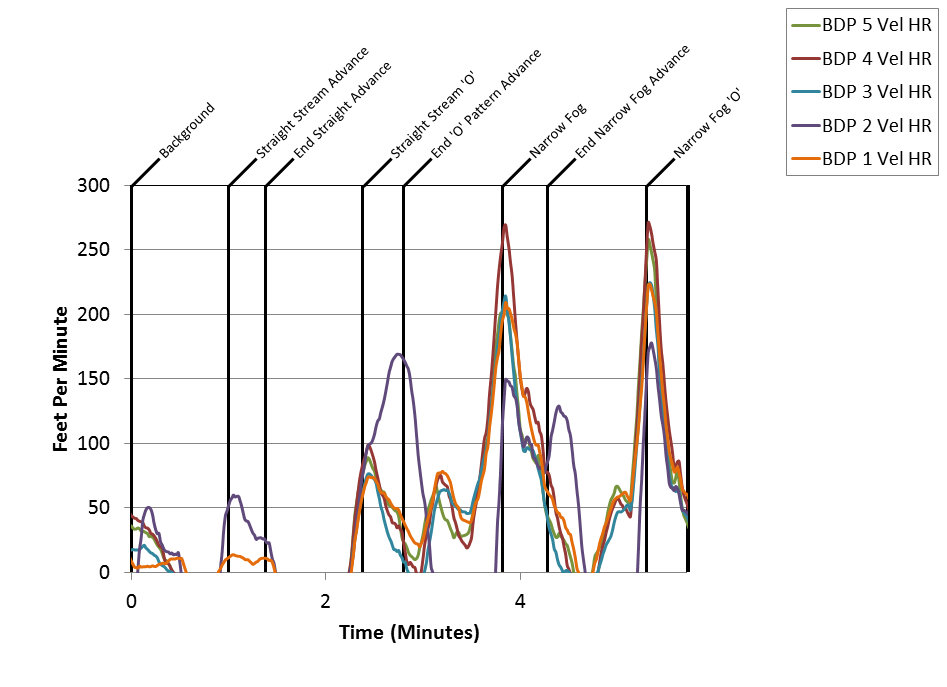 BDP 5 Vel HR
BDP 4 Vel HR
BDP 3 Vel HR
BDP 2 Vel HR
BDP 1 Vel HR
Background
Straight Stream Advance
End Straight Advance
Straight Stream 'O'
End 'O' Pattern Advance
Narrow Fog
End Narrow Fog Advance
Narrow Fog 'O'
Feet Per Minute
300
250
200
150
100
50
0
0 2 4
Time (Minutes)